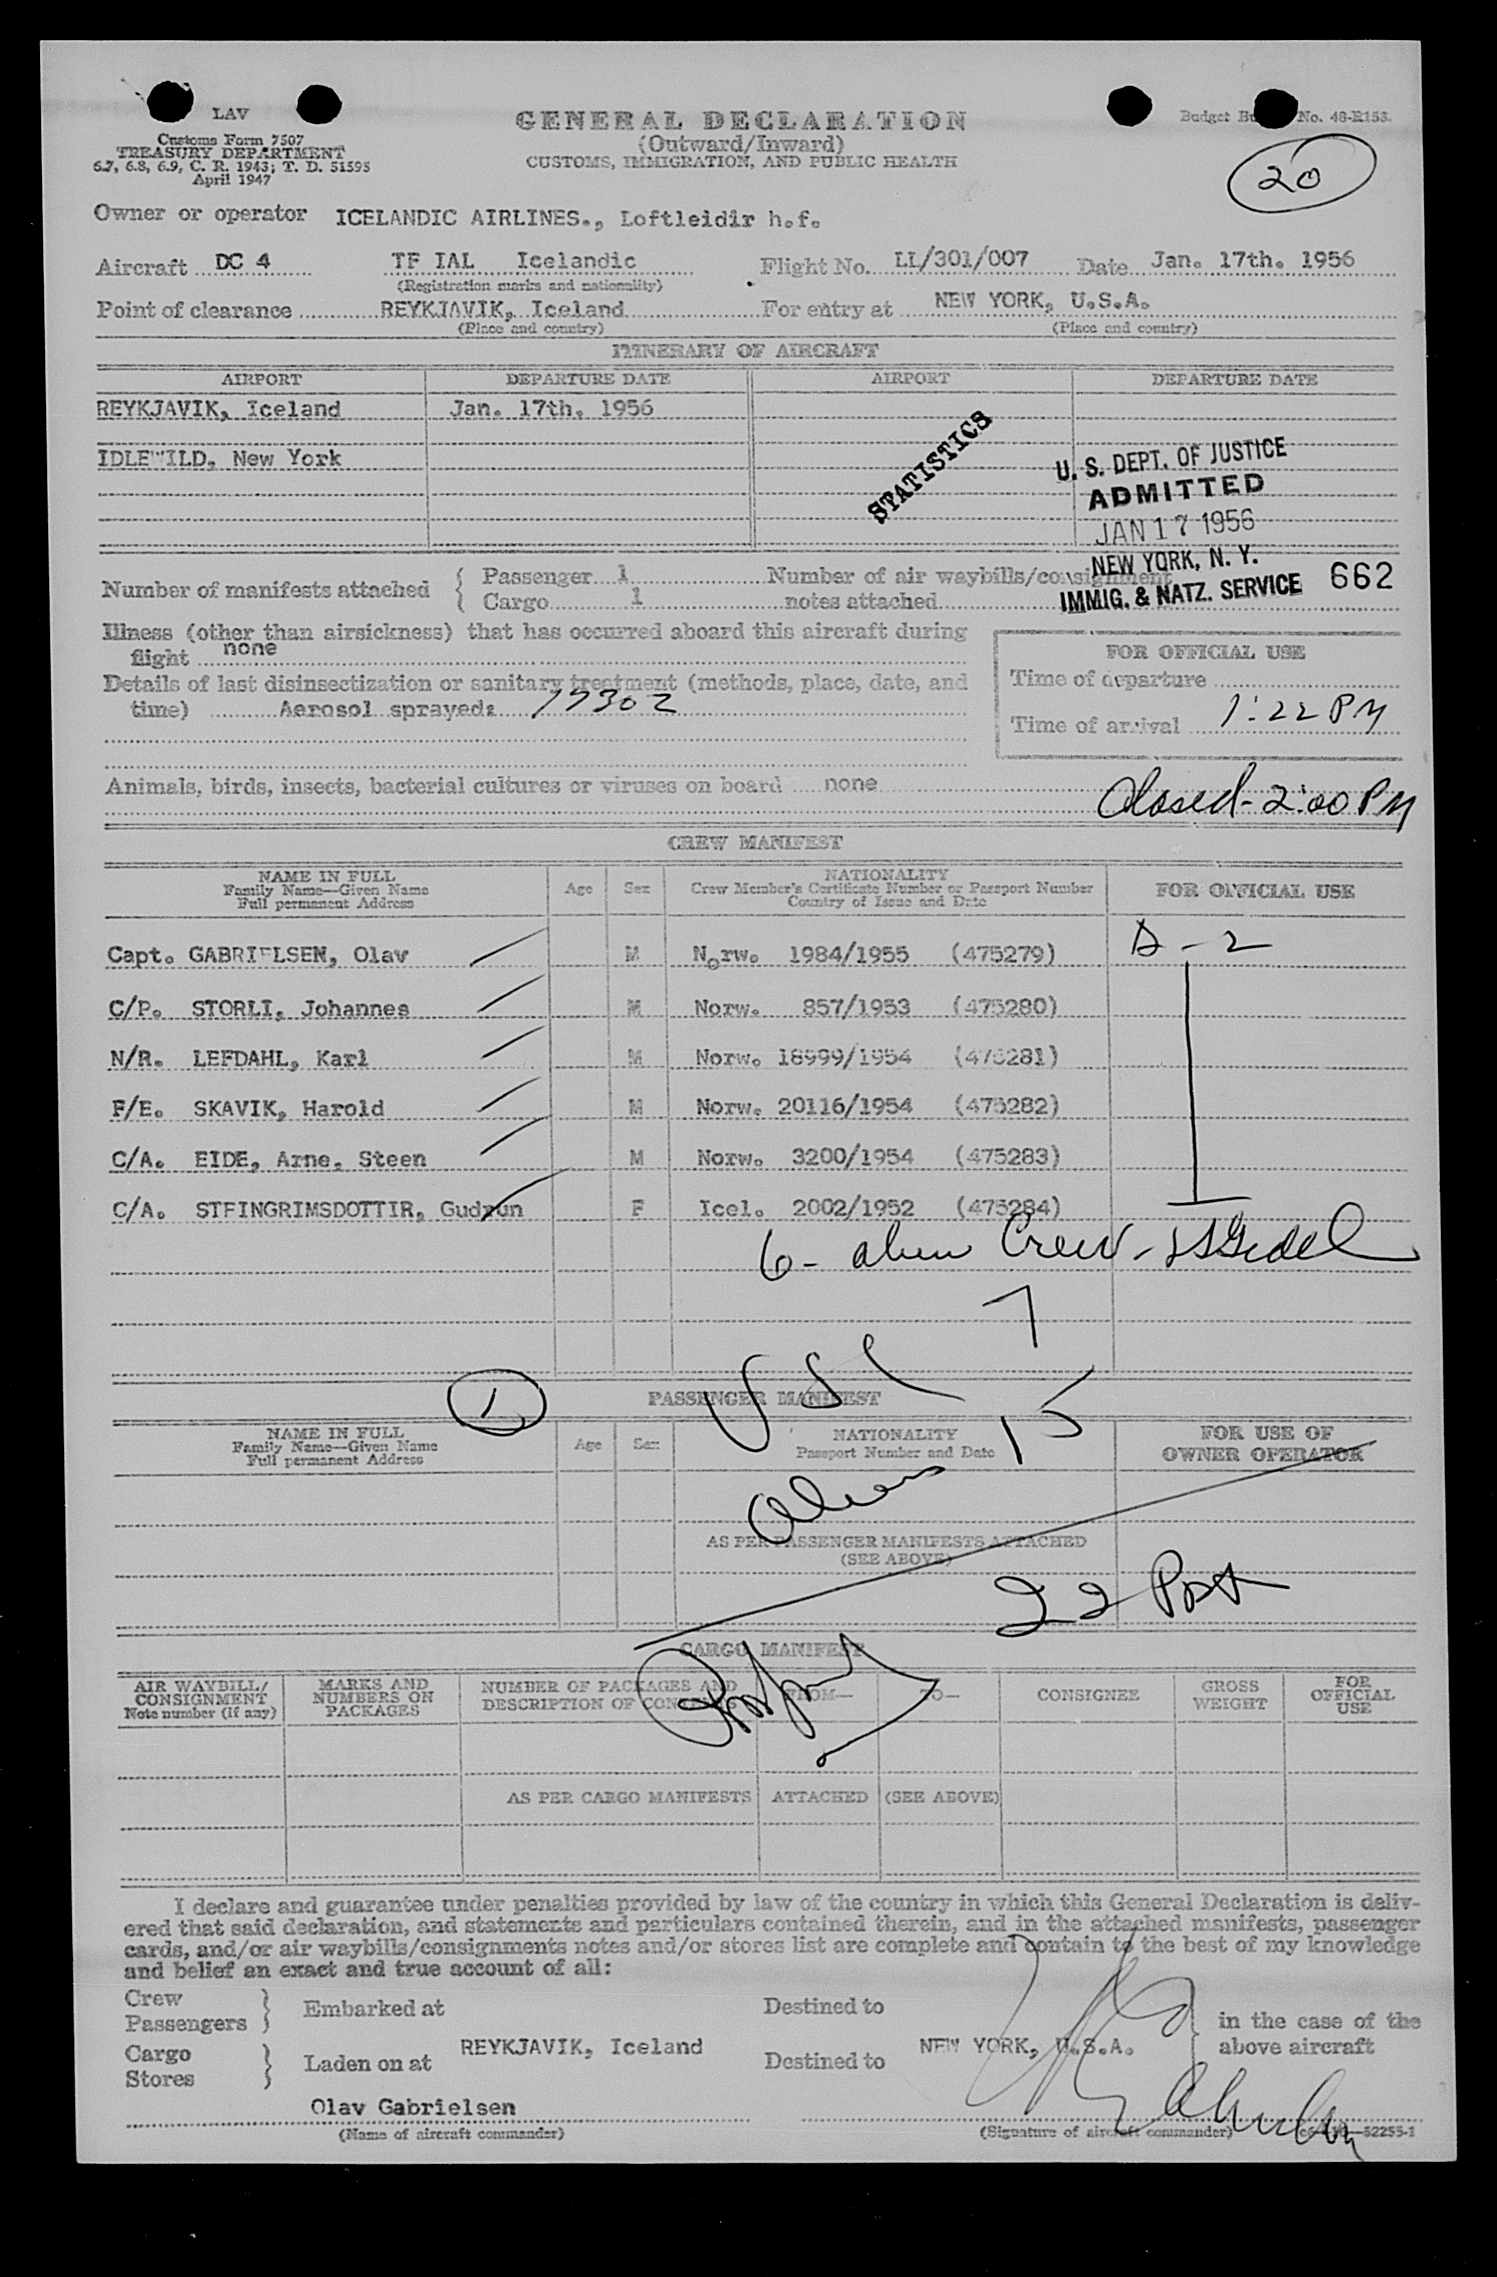 LAV
Customs Form 7507
TREASURY DEPARTMENT
6.7, 6.8, 6.9, C. R. 1943; T. D. 51595
April 1947
GENERAL DECLARATION
(Outward/Inward)
CUSTOMS, IMMIGRATION, AND PUBLIC HEALTH
Budget No. 48-R153.
20
Owner or operator ICELANDIC AIRLINES., Loftleidir h.f.
Aircraft DC 4 TF IAL Icelandic Flight No. LL/301/007 Date Jan. 17th. 1956
(Registration marks and nationality)
Point of clearance REYKJAVIK, Iceland For entry at NEW YORK, U.S.A.
(Place and country) (Place and country)
ITINERARY OF AIRCRAFT
AIRPORT DEPARTURE DATE AIRPORT DEPARTURE DATE
REYKJAVIK, Iceland Jan. 17th. 1956
IDLEWILD, New York
STATISTICS
U. S. DEPT. OF JUSTICE
ADMITTED
JAN 17 1956
NEW YORK, N. Y.
IMMIG. & NATZ. SERVICE 662
Number of manifests attached { Passenger 1 Number of air waybills/consignment
Cargo 1 notes attached
Illness (other than airsickness) that has occurred aboard this aircraft during
flight none
Details of last disinsectization or sanitary treatment (methods, place, date, and
time) Aerosol sprayed:
FOR OFFICIAL USE
Time of departure
Time of arrival 1:22 PM
Animals, birds, insects, bacterial cultures or viruses on board none
Closed - 2:00 PM
CREW MANIFEST
NAME IN FULL
Family Name—Given Name
Full permanent Address
Age Sex
NATIONALITY
Crew Member's Certificate Number or Passport Number
Country of Issue and Date
FOR OFFICIAL USE
Capt. GABRIELSEN, Olav M Norw. 1984/1955 (475279) D - 2
C/P. STORLI, Johannes M Norw. 857/1953 (475280)
N/R. LEFDAHL, Karl M Norw. 18999/1954 (475281)
F/E. SKAVIK, Harold M Norw. 20116/1954 (475282)
C/A. EIDE, Arne. Steen M Norw. 3200/1954 (475283)
C/A. STEINGRIMSDOTTIR, Gudrun F Icel. 2002/1952 (475284)
6 - alien Crew -
USC 7
1
PASSENGER MANIFEST
NAME IN FULL
Family Name—Given Name
Full permanent Address
Age Sex
NATIONALITY
Passport Number and Date
FOR USE OF
OWNER OPERATOR
Aliens 15
AS PER PASSENGER MANIFESTS ATTACHED
(SEE ABOVE)
22
CARGO MANIFEST
AIR WAYBILL/
CONSIGNMENT
Note number (if any)
MARKS AND
NUMBERS ON
PACKAGES
NUMBER OF PACKAGES AND
DESCRIPTION OF CONTENTS
FROM— TO— CONSIGNEE
GROSS
WEIGHT
FOR
OFFICIAL
USE
AS PER CARGO MANIFESTS ATTACHED (SEE ABOVE)
I declare and guarantee under penalties provided by law of the country in which this General Declaration is deliv-
ered that said declaration, and statements and particulars contained therein, and in the attached manifests, passenger
cards, and/or air waybills/consignments notes and/or stores list are complete and contain to the best of my knowledge
and belief an exact and true account of all:
Crew
Passengers } Embarked at Destined to
REYKJAVIK, Iceland NEW YORK, U.S.A.
Cargo
Stores } Laden on at Destined to
in the case of the
above aircraft
Olav Gabrielsen
(Name of aircraft commander) (Signature of aircraft commander) 52255-1